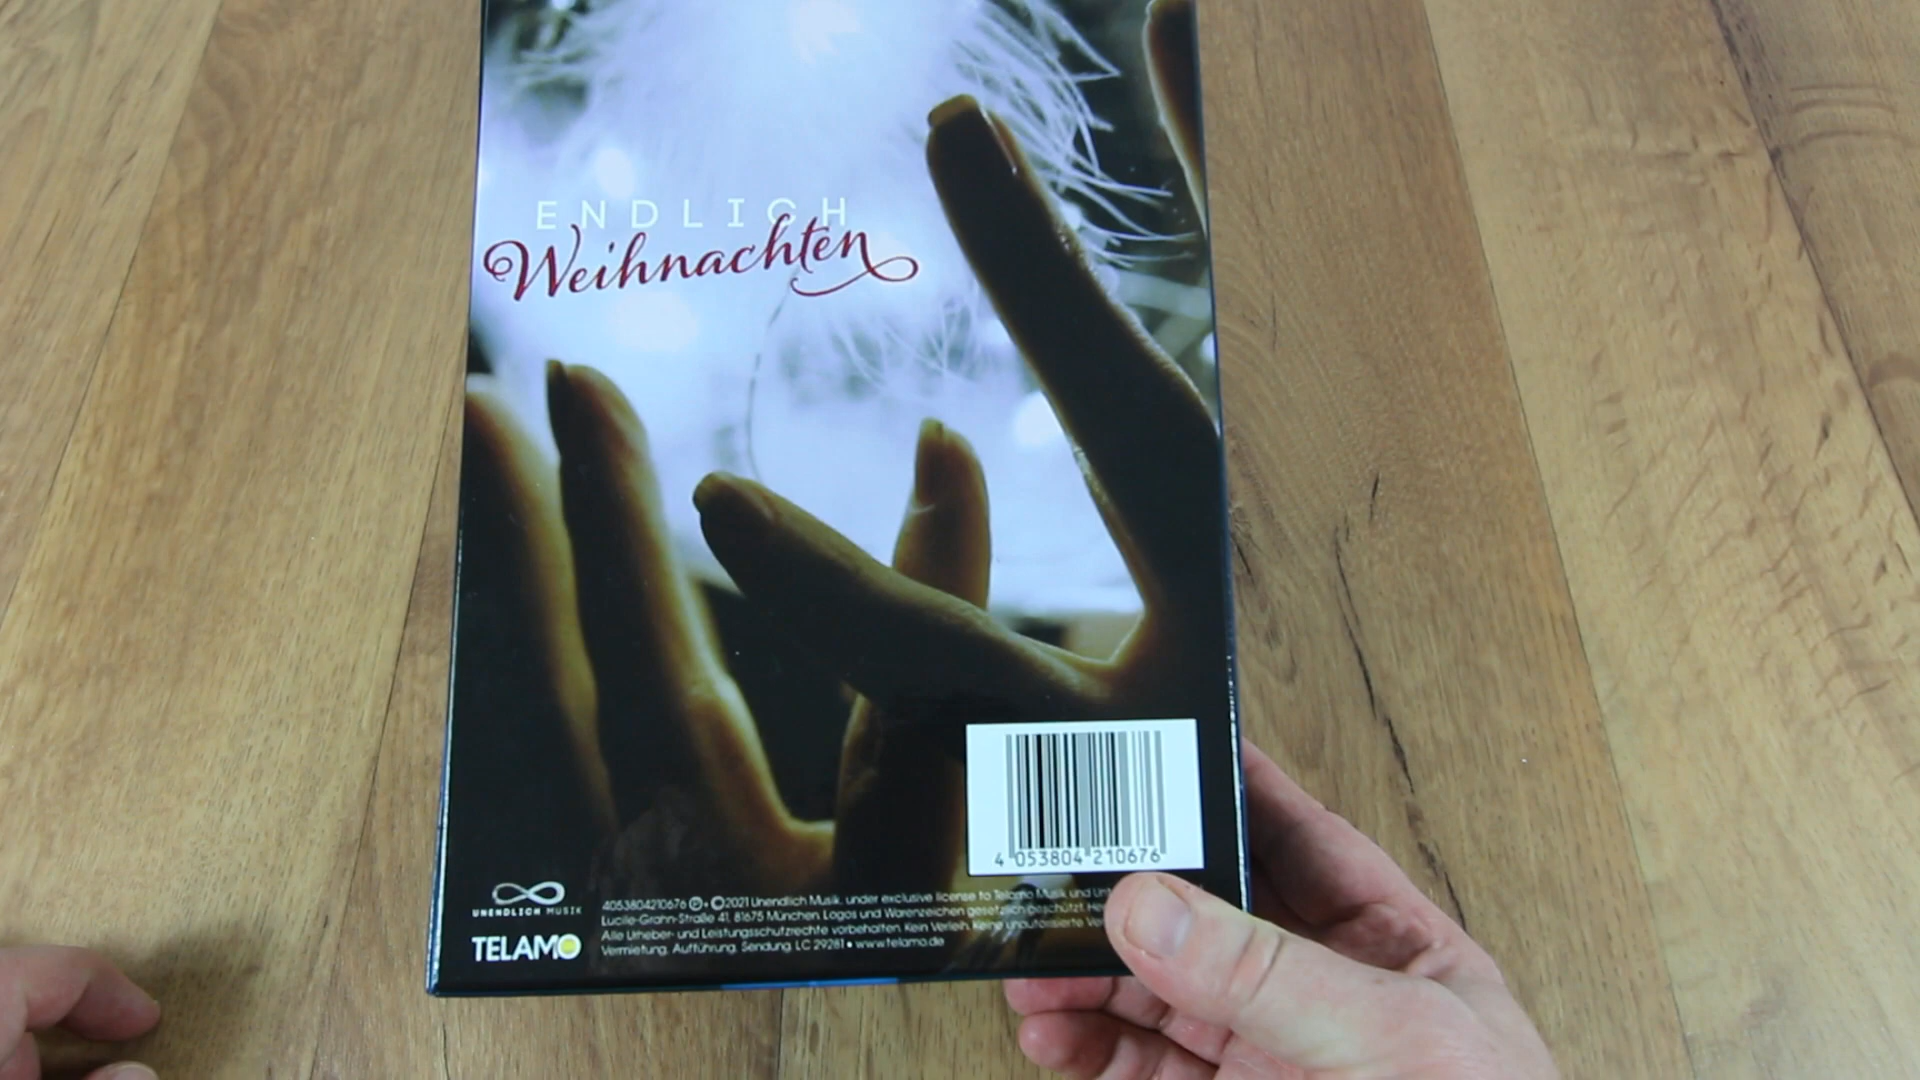 ENDLICH
Weihnachten
4 053804 210676
UNENDLICH MUSIK
TELAMO
4053804210676 Ⓟ+©2021 Unendlich Musik, under exclusive license to Telamo Musik und
Lucile-Grahn-Straße 41, 81675 München. Logos und Warenzeichen gesetzlich geschützt.
Alle Urheber- und Leistungsschutzrechte vorbehalten. Kein Verleih. Keine unautorisierte
Vermietung, Aufführung, Sendung. LC 29281 • www.telamo.de